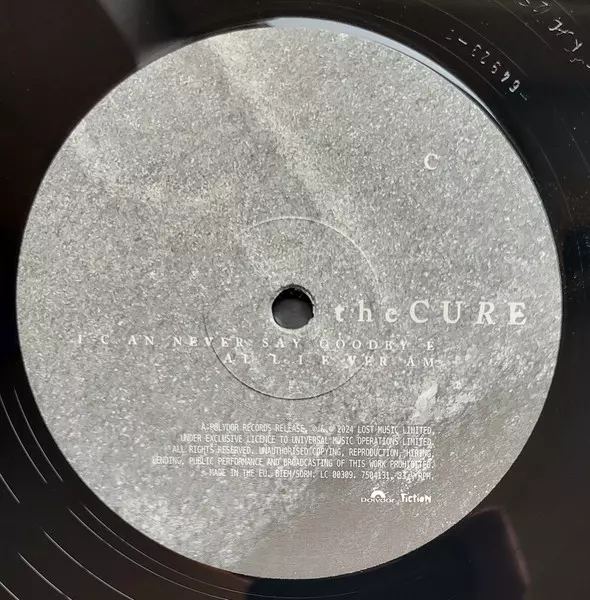 C
theCURE
I CAN NEVER SAY GOODBYE
ALL I EVER AM
A POLYDOR RECORDS RELEASE. ℗ & © 2024 LOST MUSIC LIMITED,
UNDER EXCLUSIVE LICENCE TO UNIVERSAL MUSIC OPERATIONS LIMITED.
ALL RIGHTS RESERVED. UNAUTHORISED COPYING, REPRODUCTION, HIRING,
LENDING, PUBLIC PERFORMANCE AND BROADCASTING OF THIS WORK PROHIBITED.
MADE IN THE EU. BIEM/SDRM. LC 00309. 7504131. RPM.
POLYDOR FICTION